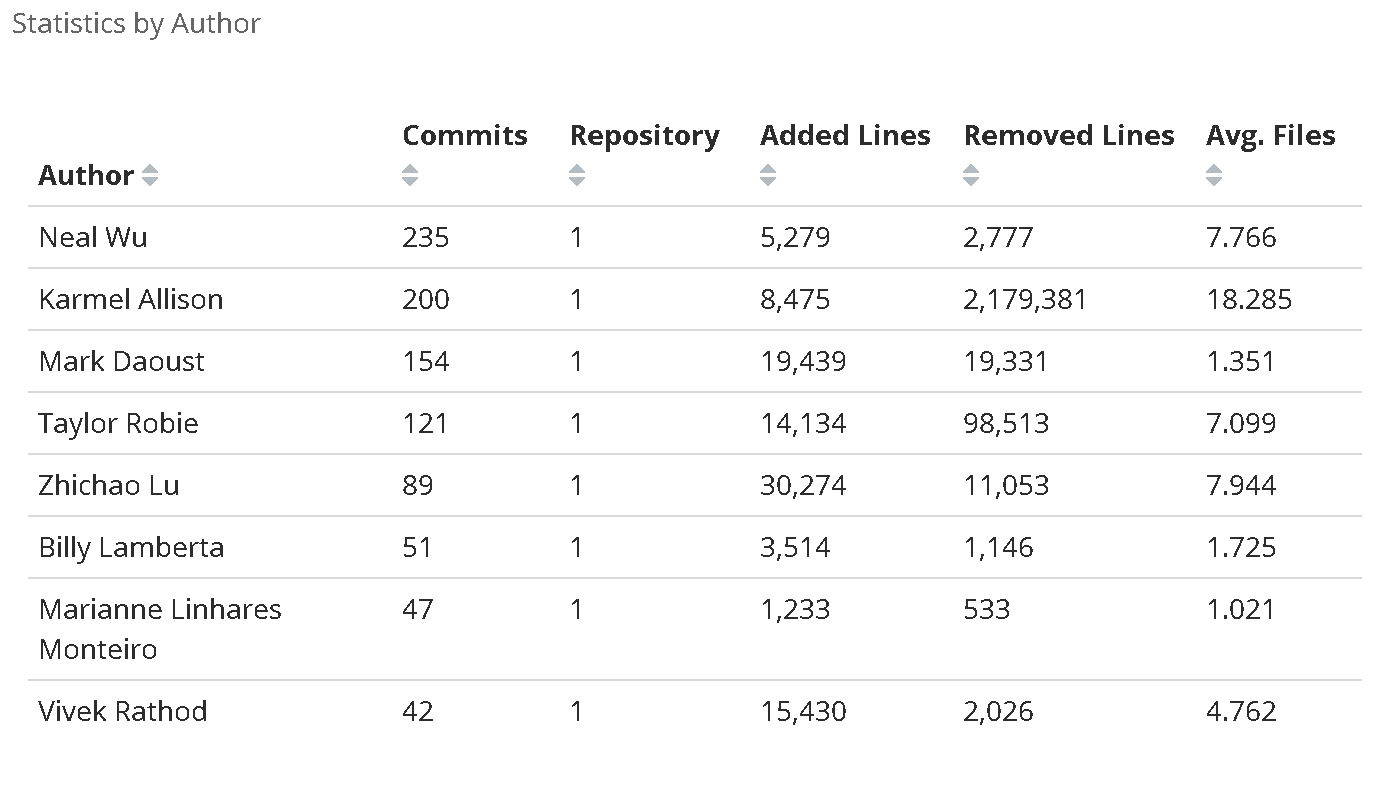 Statistics by Author
Commits Repository Added Lines Removed Lines Avg. Files
Author
Neal Wu 235 1 5,279 2,777 7.766
Karmel Allison 200 1 8,475 2,179,381 18.285
Mark Daoust 154 1 19,439 19,331 1.351
Taylor Robie 121 1 14,134 98,513 7.099
Zhichao Lu 89 1 30,274 11,053 7.944
Billy Lamberta 51 1 3,514 1,146 1.725
Marianne Linhares 47 1 1,233 533 1.021
Monteiro
Vivek Rathod 42 1 15,430 2,026 4.762